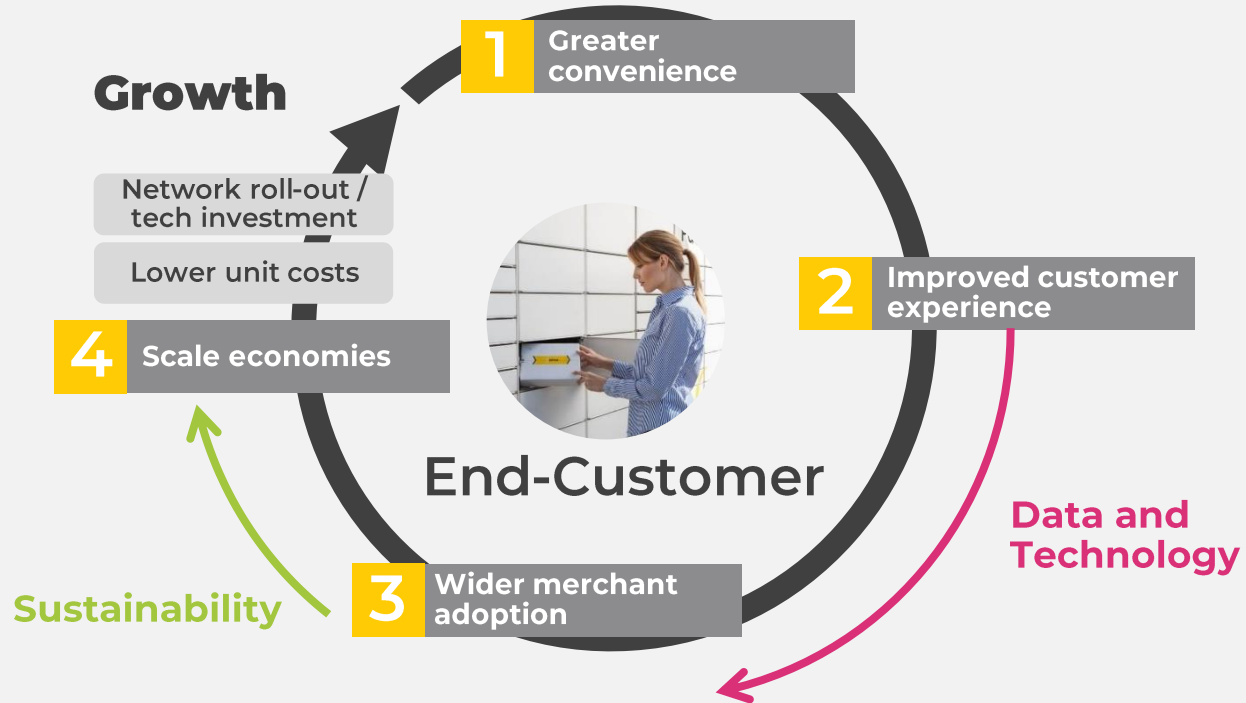 1
Greater
convenience
Growth
Network roll-out /
tech investment
Lower unit costs
2
Improved customer
experience
4
Scale economies
End-Customer
Data and
Technology
3
Wider merchant
adoption
Sustainability